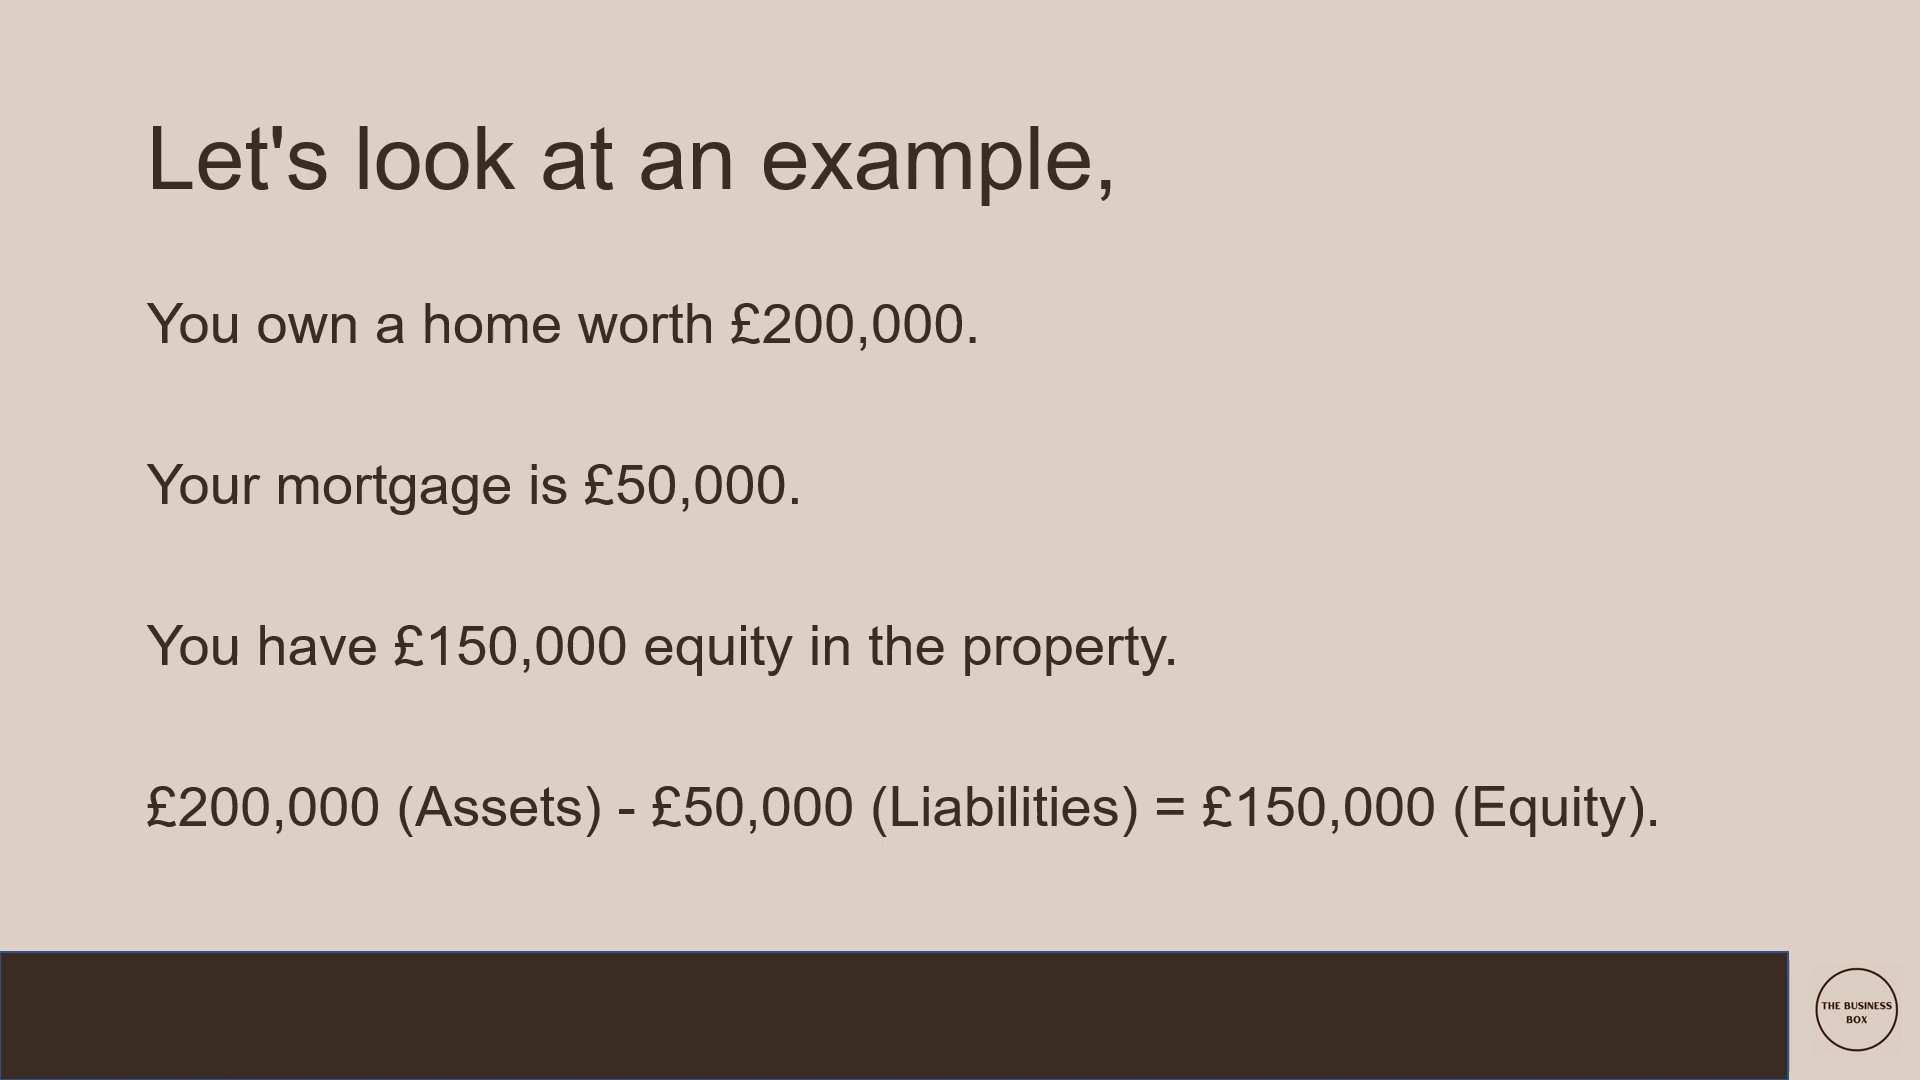 Let's look at an example,
You own a home worth £200,000.
Your mortgage is £50,000.
You have £150,000 equity in the property.
£200,000 (Assets) - £50,000 (Liabilities) = £150,000 (Equity).
THE BUSINESS
BOX